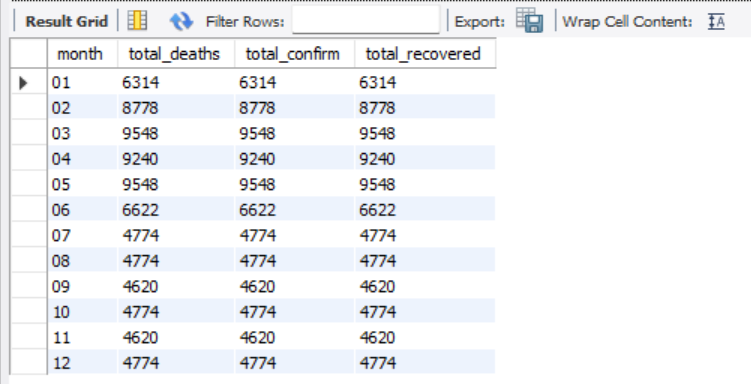 Result Grid Filter Rows: Export: Wrap Cell Content:
month total_deaths total_confirm total_recovered
01 6314 6314 6314
02 8778 8778 8778
03 9548 9548 9548
04 9240 9240 9240
05 9548 9548 9548
06 6622 6622 6622
07 4774 4774 4774
08 4774 4774 4774
09 4620 4620 4620
10 4774 4774 4774
11 4620 4620 4620
12 4774 4774 4774